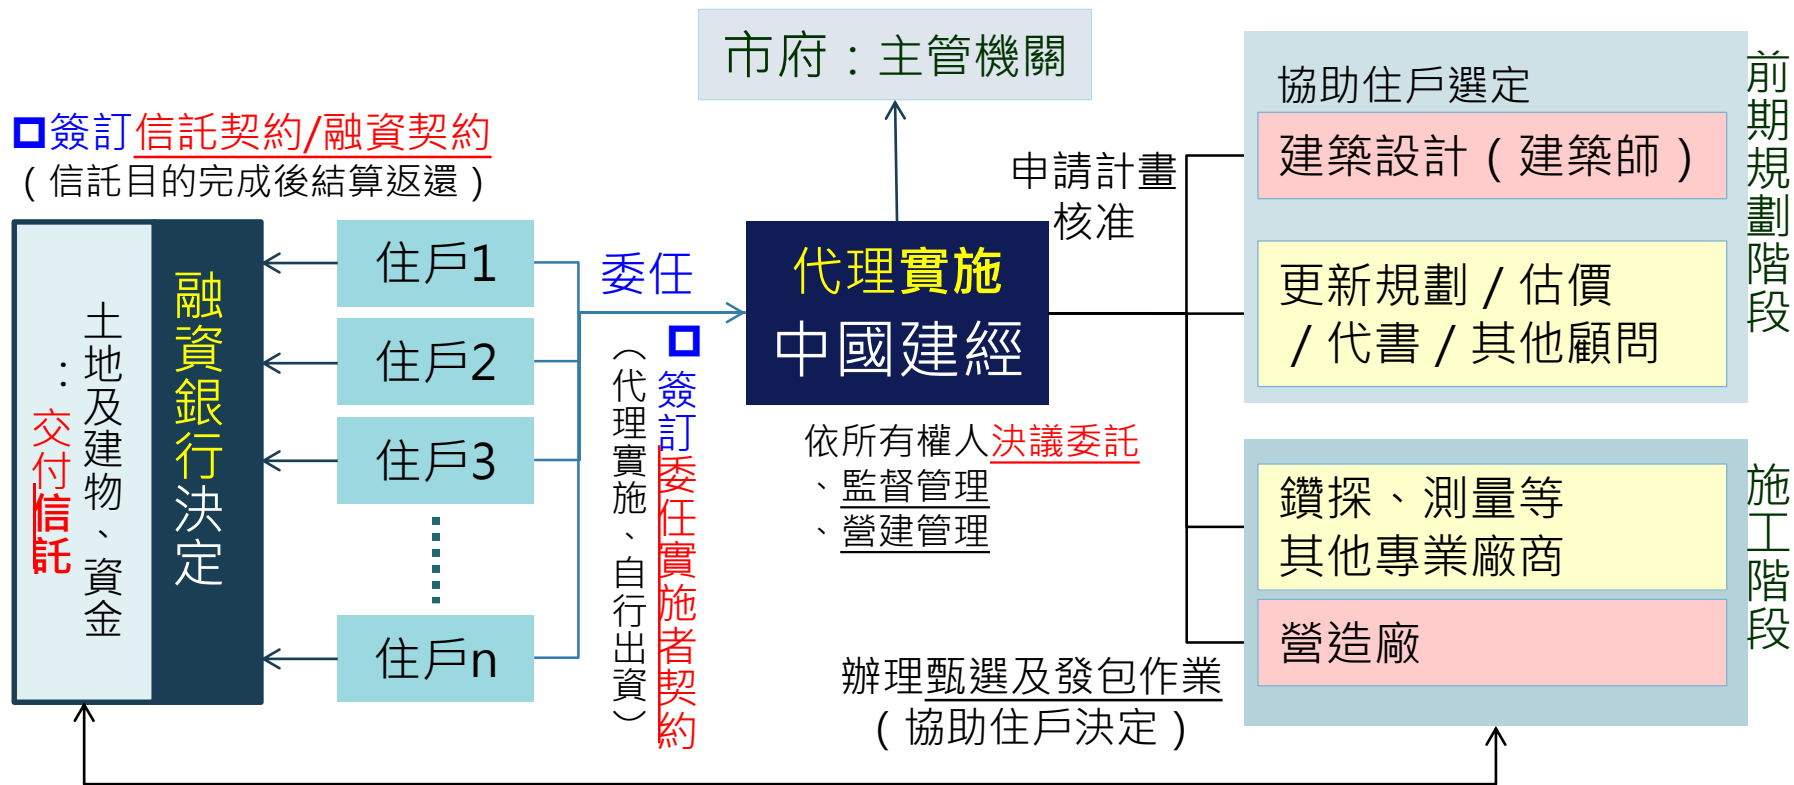 市府：主管機關
簽訂信託契約/融資契約
（信託目的完成後結算返還）
土地及建物、資金
：交付信託
融資銀行決定
住戶1
住戶2
住戶3
住戶n
委任
簽訂委任實施者契約
（代理實施、自行出資）
代理實施
中國建經
申請計畫
核准
依所有權人決議委託
、監督管理
、營建管理
辦理甄選及發包作業
（協助住戶決定）
協助住戶選定
建築設計（建築師）
更新規劃/估價
/代書/其他顧問
前期規劃階段
鑽探、測量等
其他專業廠商
營造廠
施工階段